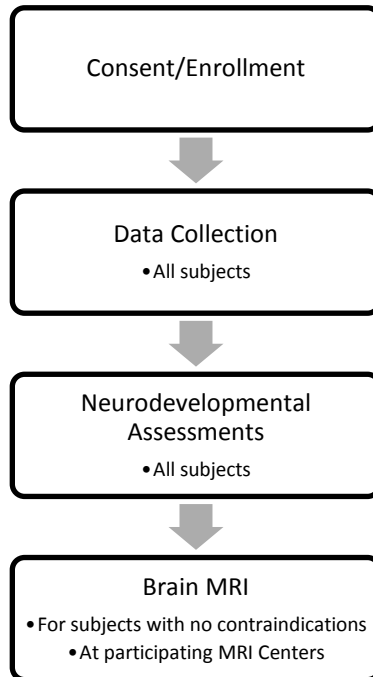 Consent/Enrollment
Data Collection
•All subjects
Neurodevelopmental
Assessments
•All subjects
Brain MRI
•For subjects with no contraindications
•At participating MRI Centers